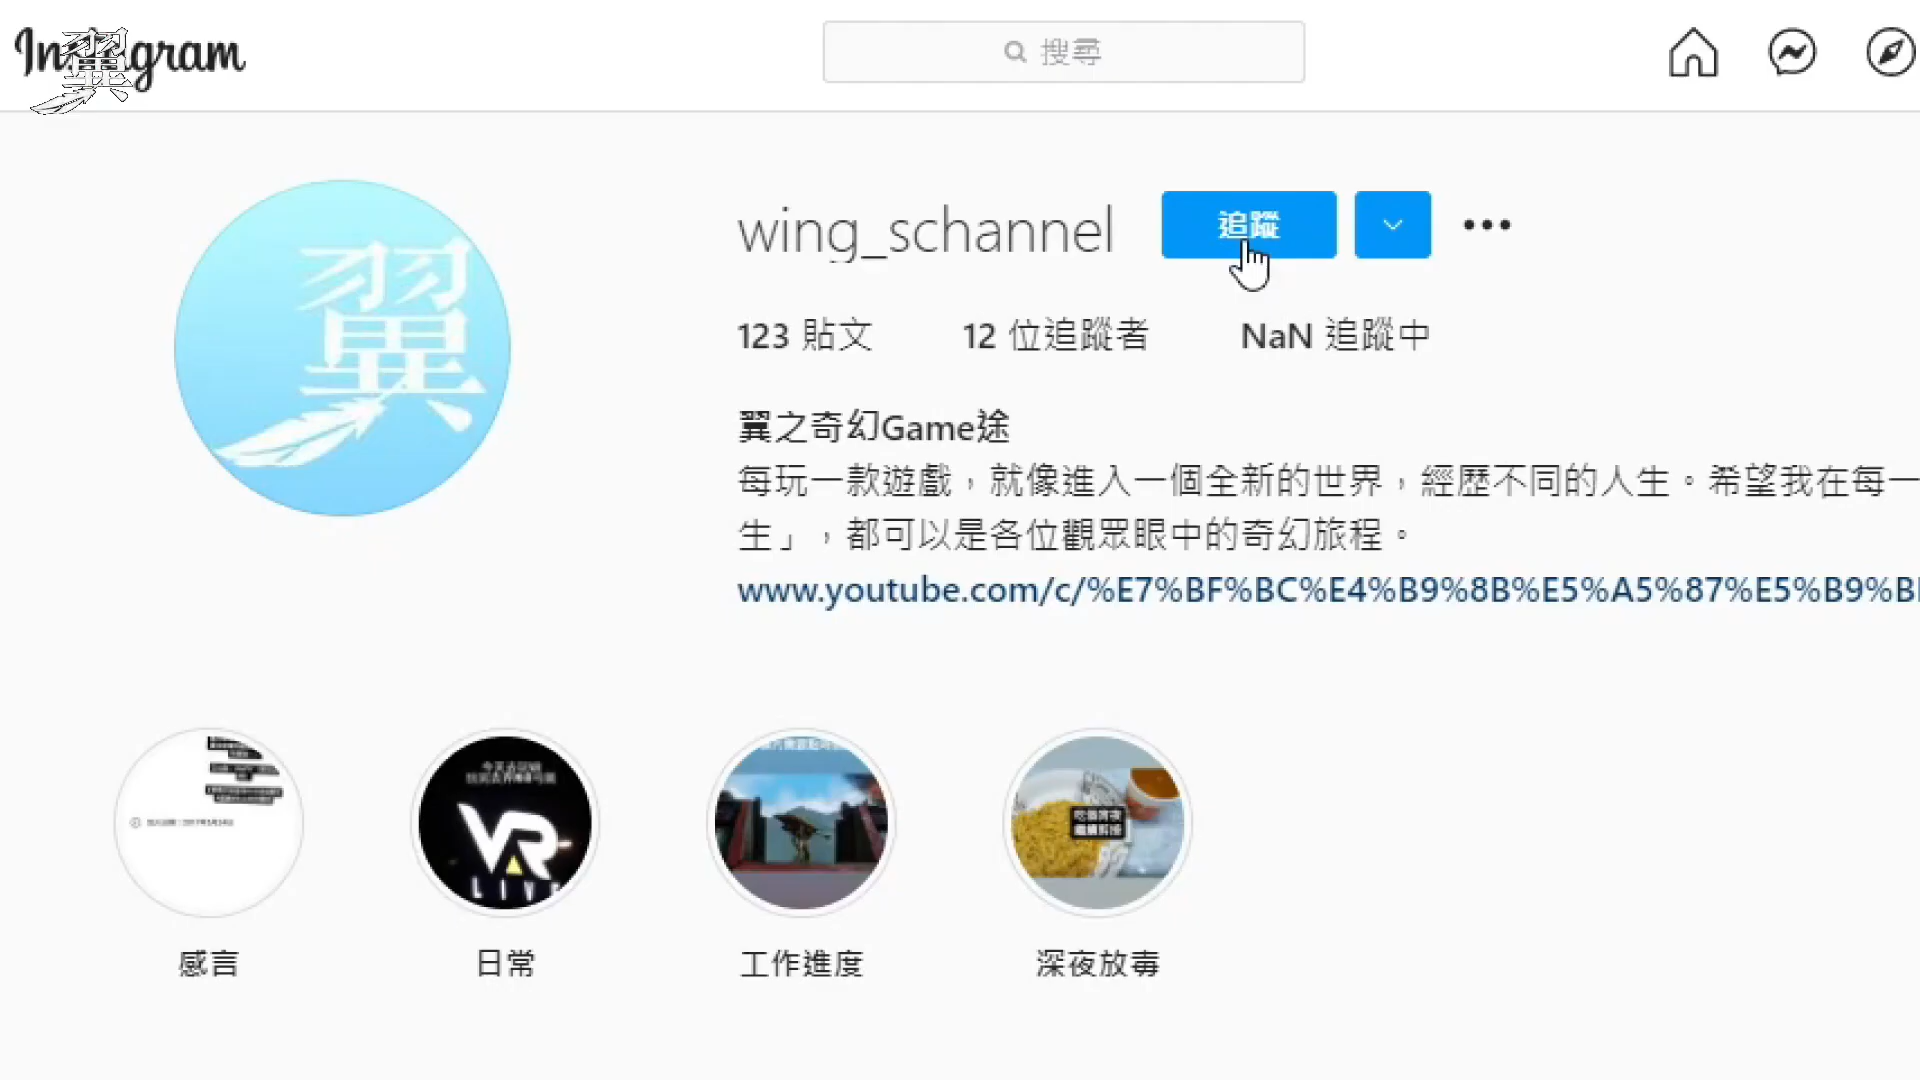 Instagram
翼
搜尋
翼
wing_schannel
追蹤
123 貼文
12 位追蹤者
NaN 追蹤中
翼之奇幻Game途
每玩一款遊戲，就像進入一個全新的世界，經歷不同的人生。希望我在每一
生」，都可以是各位觀眾眼中的奇幻旅程。
www.youtube.com/c/%E7%BF%BC%E4%B9%8B%E5%A5%87%E5%B9%B
VR
LIVE
感言
日常
工作進度
深夜放毒